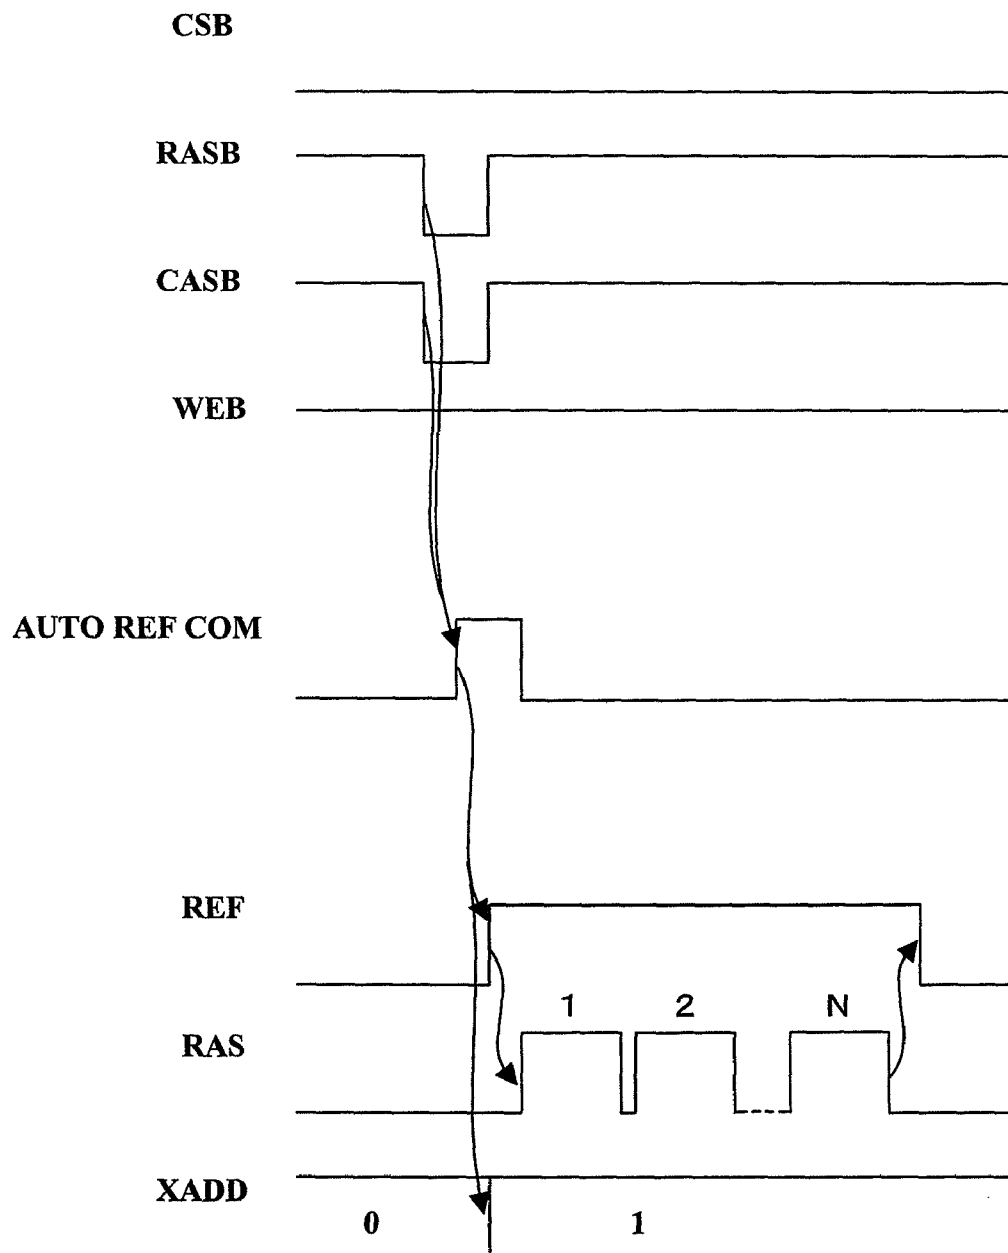 CSB
RASB
CASB
WEB
AUTO REF COM
REF
1 2 N
RAS
XADD
0 1